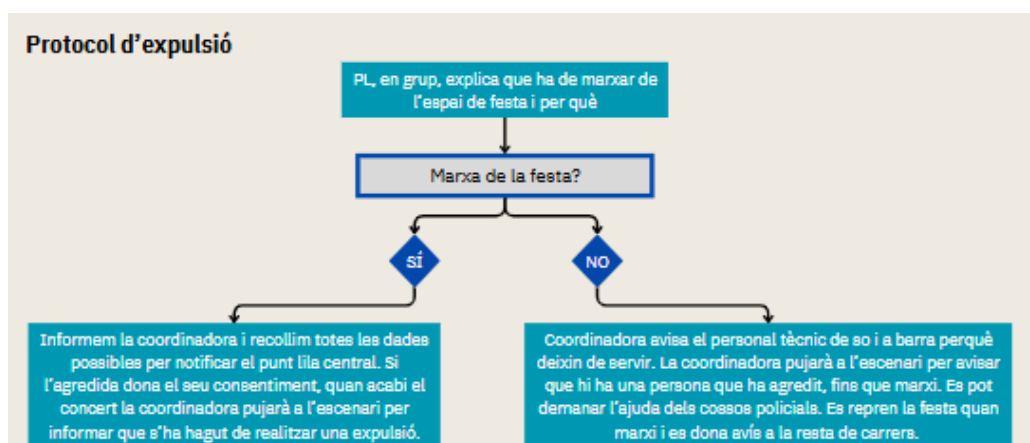 Protocol d'expulsió
PL, en grup, explica que ha de marxar de
l'espai de festa i per què
Marxa de la festa?
SÍ
NO
Informem la coordinadora i recollim totes les dades
possibles per notificar el punt lila central. Si
l'agredida dona el seu consentiment, quan acabi el
concert la coordinadora pujarà a l'escenari per
informar que s'ha hagut de realitzar una expulsió.
Coordinadora avisa el personal tècnic de so i a barra perquè
deixin de servir. La coordinadora pujarà a l'escenari per avisar
que hi ha una persona que ha agredit, fins que marxi. Es pot
demanar l'ajuda dels cossos policials. Es repren la festa quan
marxi i es dona avís a la resta de carrers.